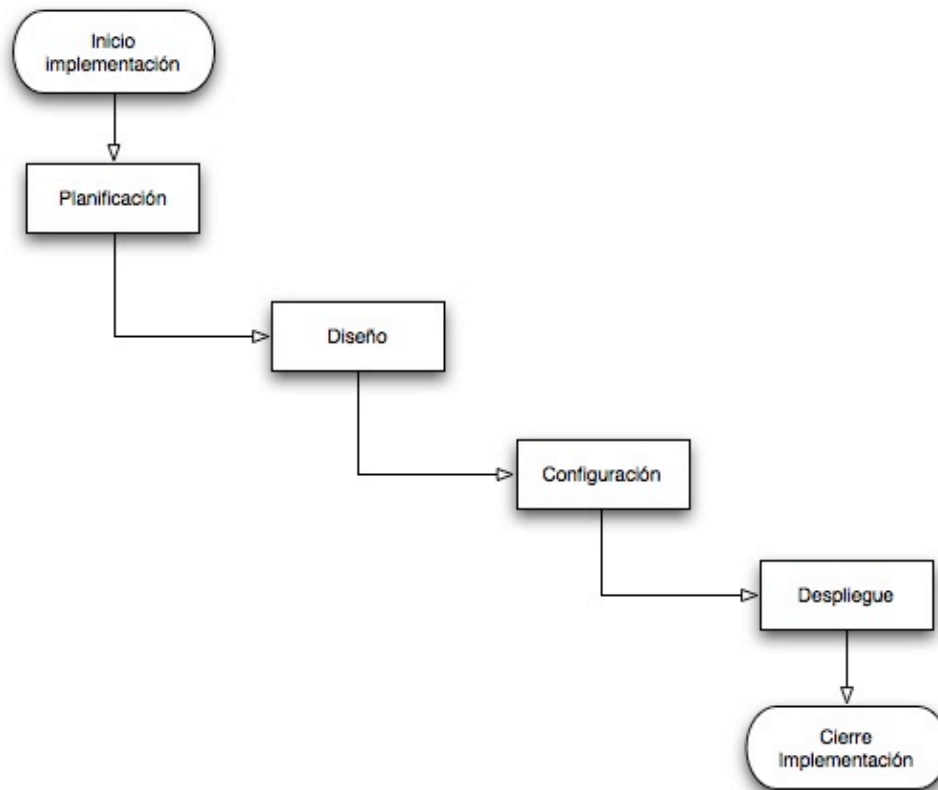 Inicio
implementación
Planificación
Diseño
Configuración
Despliegue
Cierre
Implementación